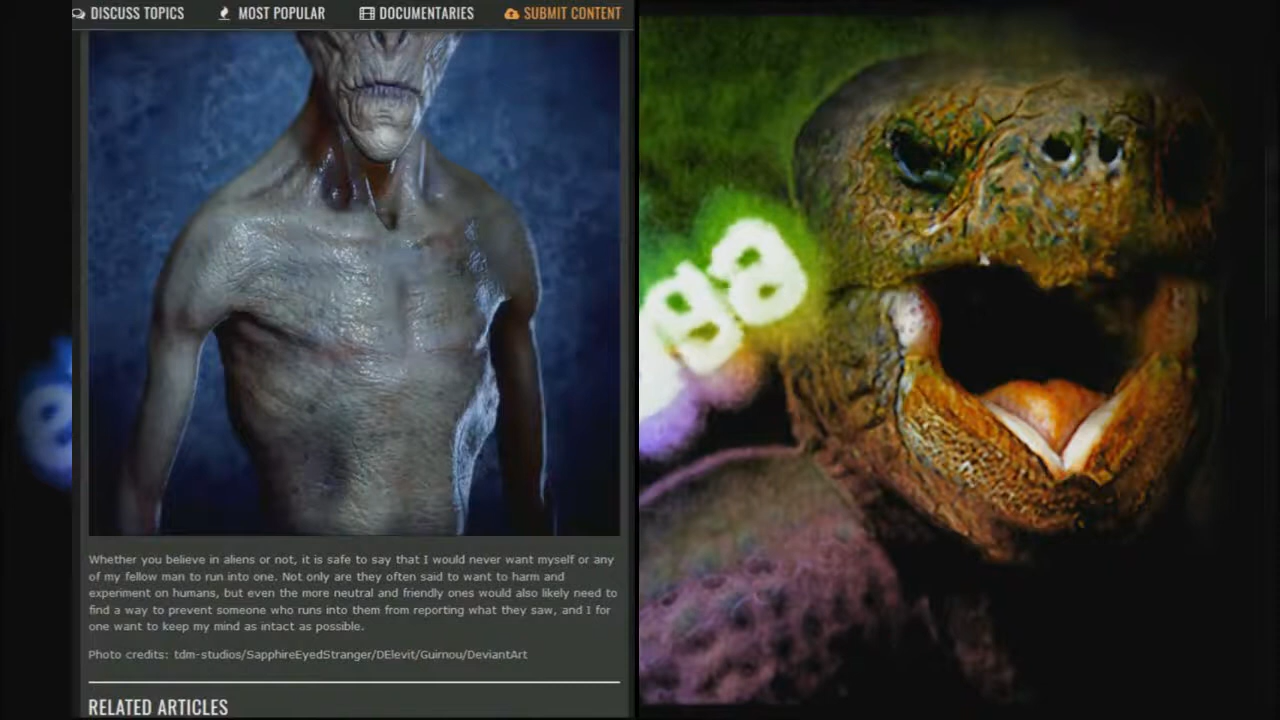 DISCUSS TOPICS MOST POPULAR DOCUMENTARIES SUBMIT CONTENT
Whether you believe in aliens or not, it is safe to say that I would never want myself or any
of my fellow man to run into one. Not only are they often said to want to harm and
experiment on humans, but even the more neutral and friendly ones would also likely need to
find a way to prevent someone who runs into them from reporting what they saw, and I for
one want to keep my mind as intact as possible.
Photo credits: tdm-studios/SapphireEyedStranger/DElevit/Guirnou/DeviantArt
RELATED ARTICLES